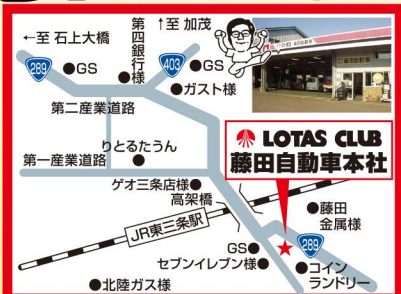 ←至 石上大橋
第四銀行様
↑至 加茂
289
●GS
403
●GS
●ガスト様
第二産業道路
りとるたうん
●
第一産業道路
LOTAS CLUB
藤田自動車本社
ゲオ三条店様●
高架橋
JR東三条駅
●藤田
金属様
289
GS●
★
セブンイレブン様●
●コイン
ランドリー
●北陸ガス様